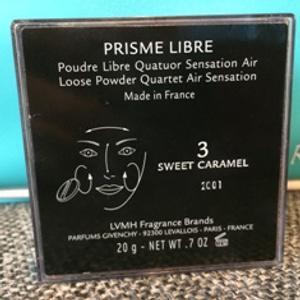 PRISME LIBRE
Poudre Libre Quatuor Sensation Air
Loose Powder Quartet Air Sensation
Made in France
3
SWEET CARAMEL
LVMH Fragrance Brands
PARFUMS GIVENCHY - 92300 LEVALLOIS - PARIS - FRANCE
20 g - NET WT .7 OZ